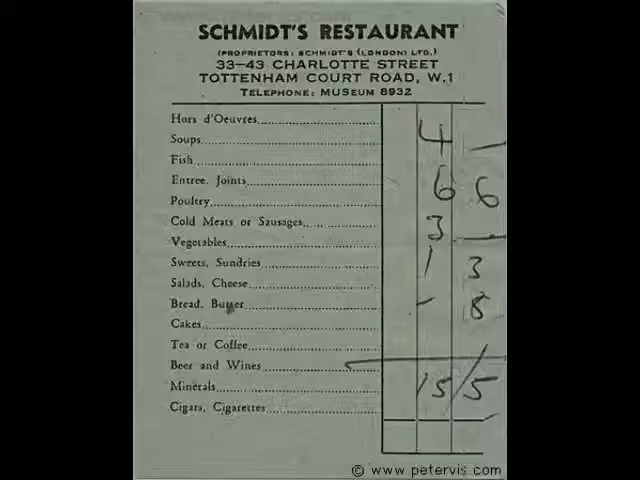 SCHMIDT'S RESTAURANT
(PROPRIETORS: SCHMIDT'S (LONDON) LTD.)
33–43 CHARLOTTE STREET
TOTTENHAM COURT ROAD, W.1
TELEPHONE: MUSEUM 8932
Hors d'Oeuvres
Soups 4 —
Fish
Entree, Joints 6 6
Poultry
Cold Meats or Sausages 3 —
Vegetables
Sweets, Sundries 1 3
Salads, Cheese
Bread, Butter - 8
Cakes
Tea or Coffee
Beer and Wines
Minerals 15/5
Cigars, Cigarettes
© www.petervis.com